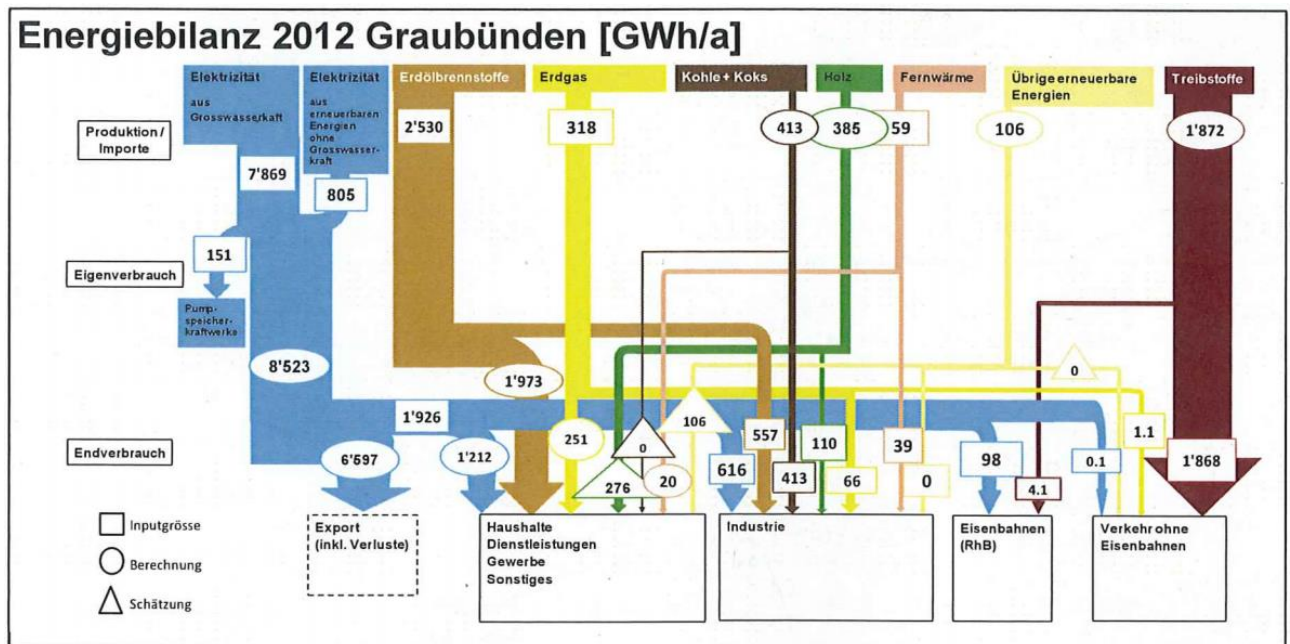 Energiebilanz 2012 Graubünden [GWh/a]
Elektrizität
aus
Grosswasserkaft
Elektrizität
aus
erneuerbaren
Energien
ohne
Grosswasser-
kraft
Erdölbrennstoffe
Erdgas
Kohle + Koks
Holz
Fernwärme
Übrige erneuerbare
Energien
Treibstoffe
Produktion /
Importe
2'530
318
413
385
59
106
1'872
7'869
805
151
Eigenverbrauch
Pump-
speicher-
kraftwerke
8'523
1'973
0
1'926
106
1.1
Endverbrauch
6'597
1'212
251
0
557
110
39
98
0.1
1'868
276
20
616
413
66
0
4.1
Inputgrösse
Berechnung
Schätzung
Export
(inkl. Verluste)
Haushalte
Dienstleistungen
Gewerbe
Sonstiges
Industrie
Eisenbahnen
(RhB)
Verkehr ohne
Eisenbahnen